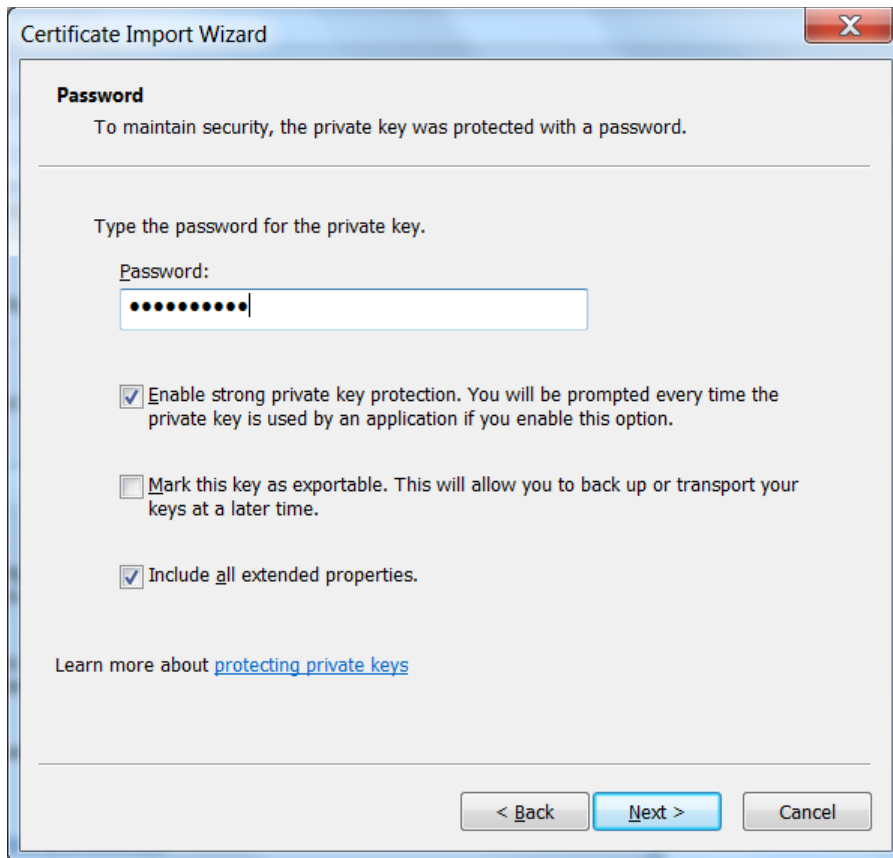 Certificate Import Wizard
Password
To maintain security, the private key was protected with a password.
Type the password for the private key.
Password:
●●●●●●●●●●
Enable strong private key protection. You will be prompted every time the
private key is used by an application if you enable this option.
Mark this key as exportable. This will allow you to back up or transport your
keys at a later time.
Include all extended properties.
Learn more about protecting private keys
< Back Next > Cancel